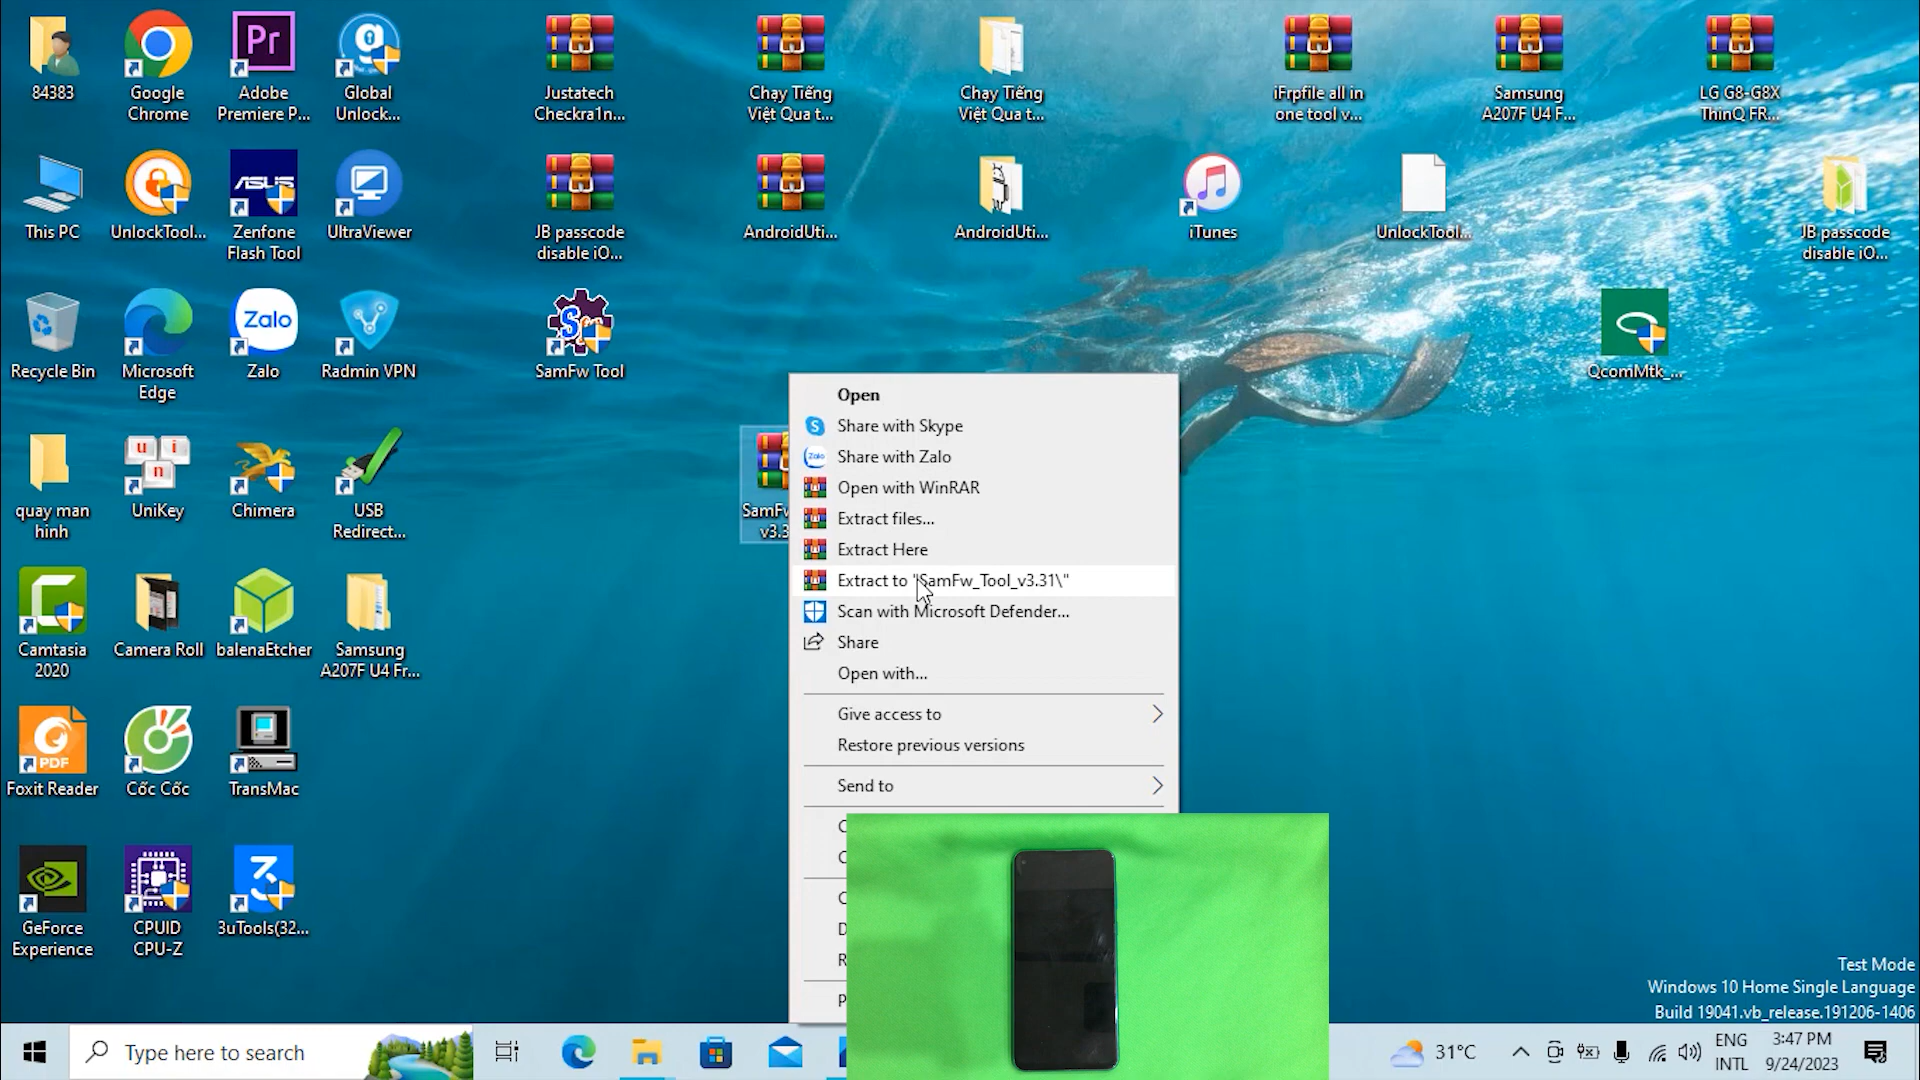 84383
Google
Chrome
Pr
Adobe
Premiere P...
Global
Unlock...
Justatech
Checkra1n...
Chạy Tiếng
Việt Qua t...
Chạy Tiếng
Việt Qua t...
iFrpfile all in
one tool v...
Samsung
A207F U4 F...
LG G8-G8X
ThinQ FR...
This PC
UnlockTool...
ASUS
Zenfone
Flash Tool
UltraViewer
JB passcode
disable iO...
AndroidUti...
AndroidUti...
iTunes
UnlockTool...
JB passcode
disable iO...
Recycle Bin
Microsoft
Edge
Zalo
Zalo
Radmin VPN
S
SamFw Tool
QcomMtk_...
quay man
hinh
u i
n
UniKey
Chimera
USB
Redirect...
SamFw
v3.3
Open
S
Share with Skype
Zalo
Share with Zalo
Open with WinRAR
Extract files...
Extract Here
Extract to "SamFw_Tool_v3.31\"
Scan with Microsoft Defender...
Share
Open with...
Give access to
Restore previous versions
Send to
Camtasia
2020
Camera Roll
balenaEtcher
Samsung
A207F U4 Fr...
PDF
Foxit Reader
Cốc Cốc
TransMac
GeForce
Experience
CPUID
CPU-Z
3uTools(32...
Test Mode
Windows 10 Home Single Language
Build 19041.vb_release.191206-1406
Type here to search
31°C
ENG
INTL
3:47 PM
9/24/2023